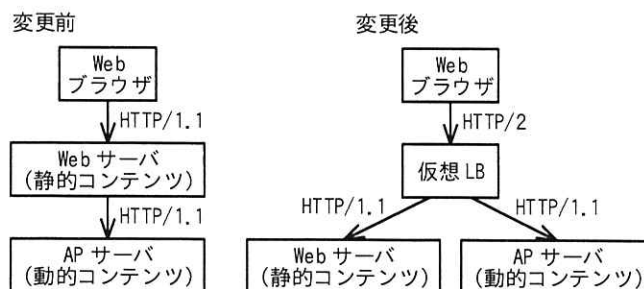 変更前
Web
ブラウザ
HTTP/1.1
Web サーバ
(静的コンテンツ)
HTTP/1.1
AP サーバ
(動的コンテンツ)
変更後
Web
ブラウザ
HTTP/2
仮想 LB
HTTP/1.1
HTTP/1.1
Web サーバ
(静的コンテンツ)
AP サーバ
(動的コンテンツ)